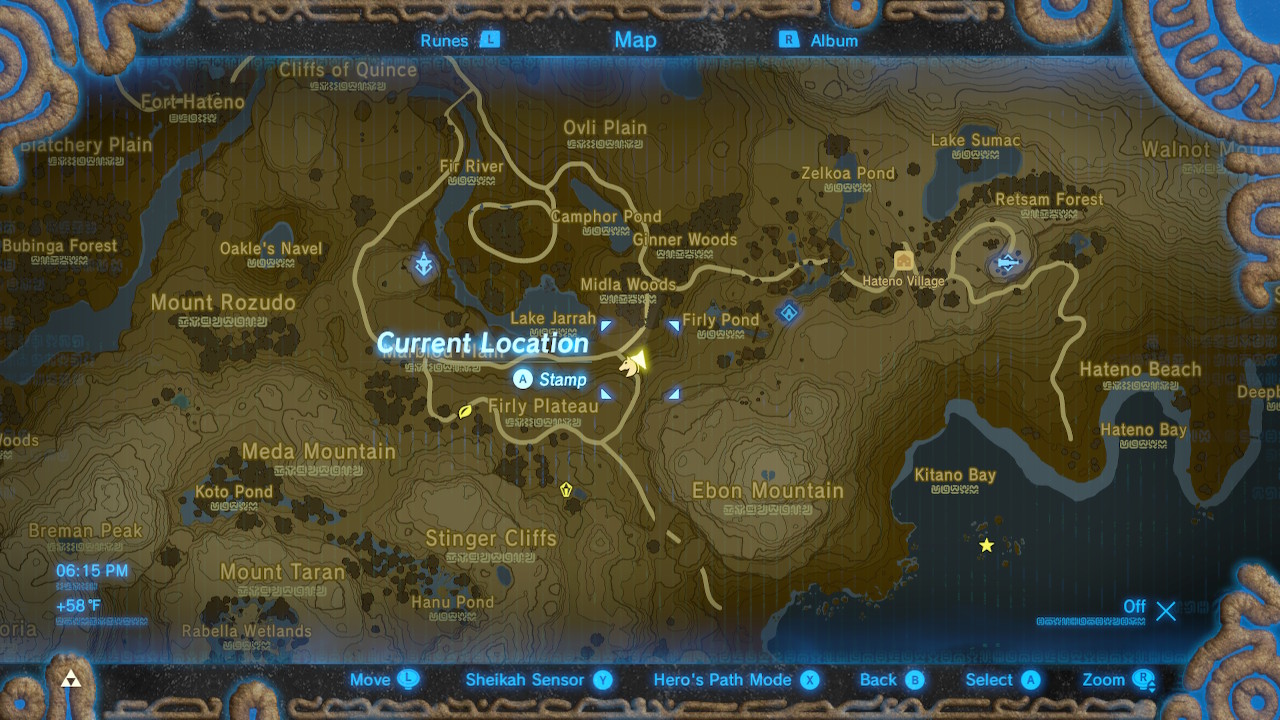 Runes L
Map
R Album
Cliffs of Quince
Fort Hateno
Blatchery Plain
Ovli Plain
Lake Sumac
Walnot Mou
Fir River
Zelkoa Pond
Retsam Forest
Camphor Pond
Bubinga Forest
Oakle's Navel
Ginner Woods
Hateno Village
Midla Woods
Mount Rozudo
Lake Jarrah
Firly Pond
Current Location
A Stamp
Hateno Beach
Deepb
Firly Plateau
Hateno Bay
oods
Meda Mountain
Kitano Bay
Koto Pond
Ebon Mountain
Breman Peak
Stinger Cliffs
06:15 PM
Mount Taran
+58°F
Hanu Pond
Off
oria
Rabella Wetlands
Move L
Sheikah Sensor Y
Hero's Path Mode X
Back B
Select A
Zoom R